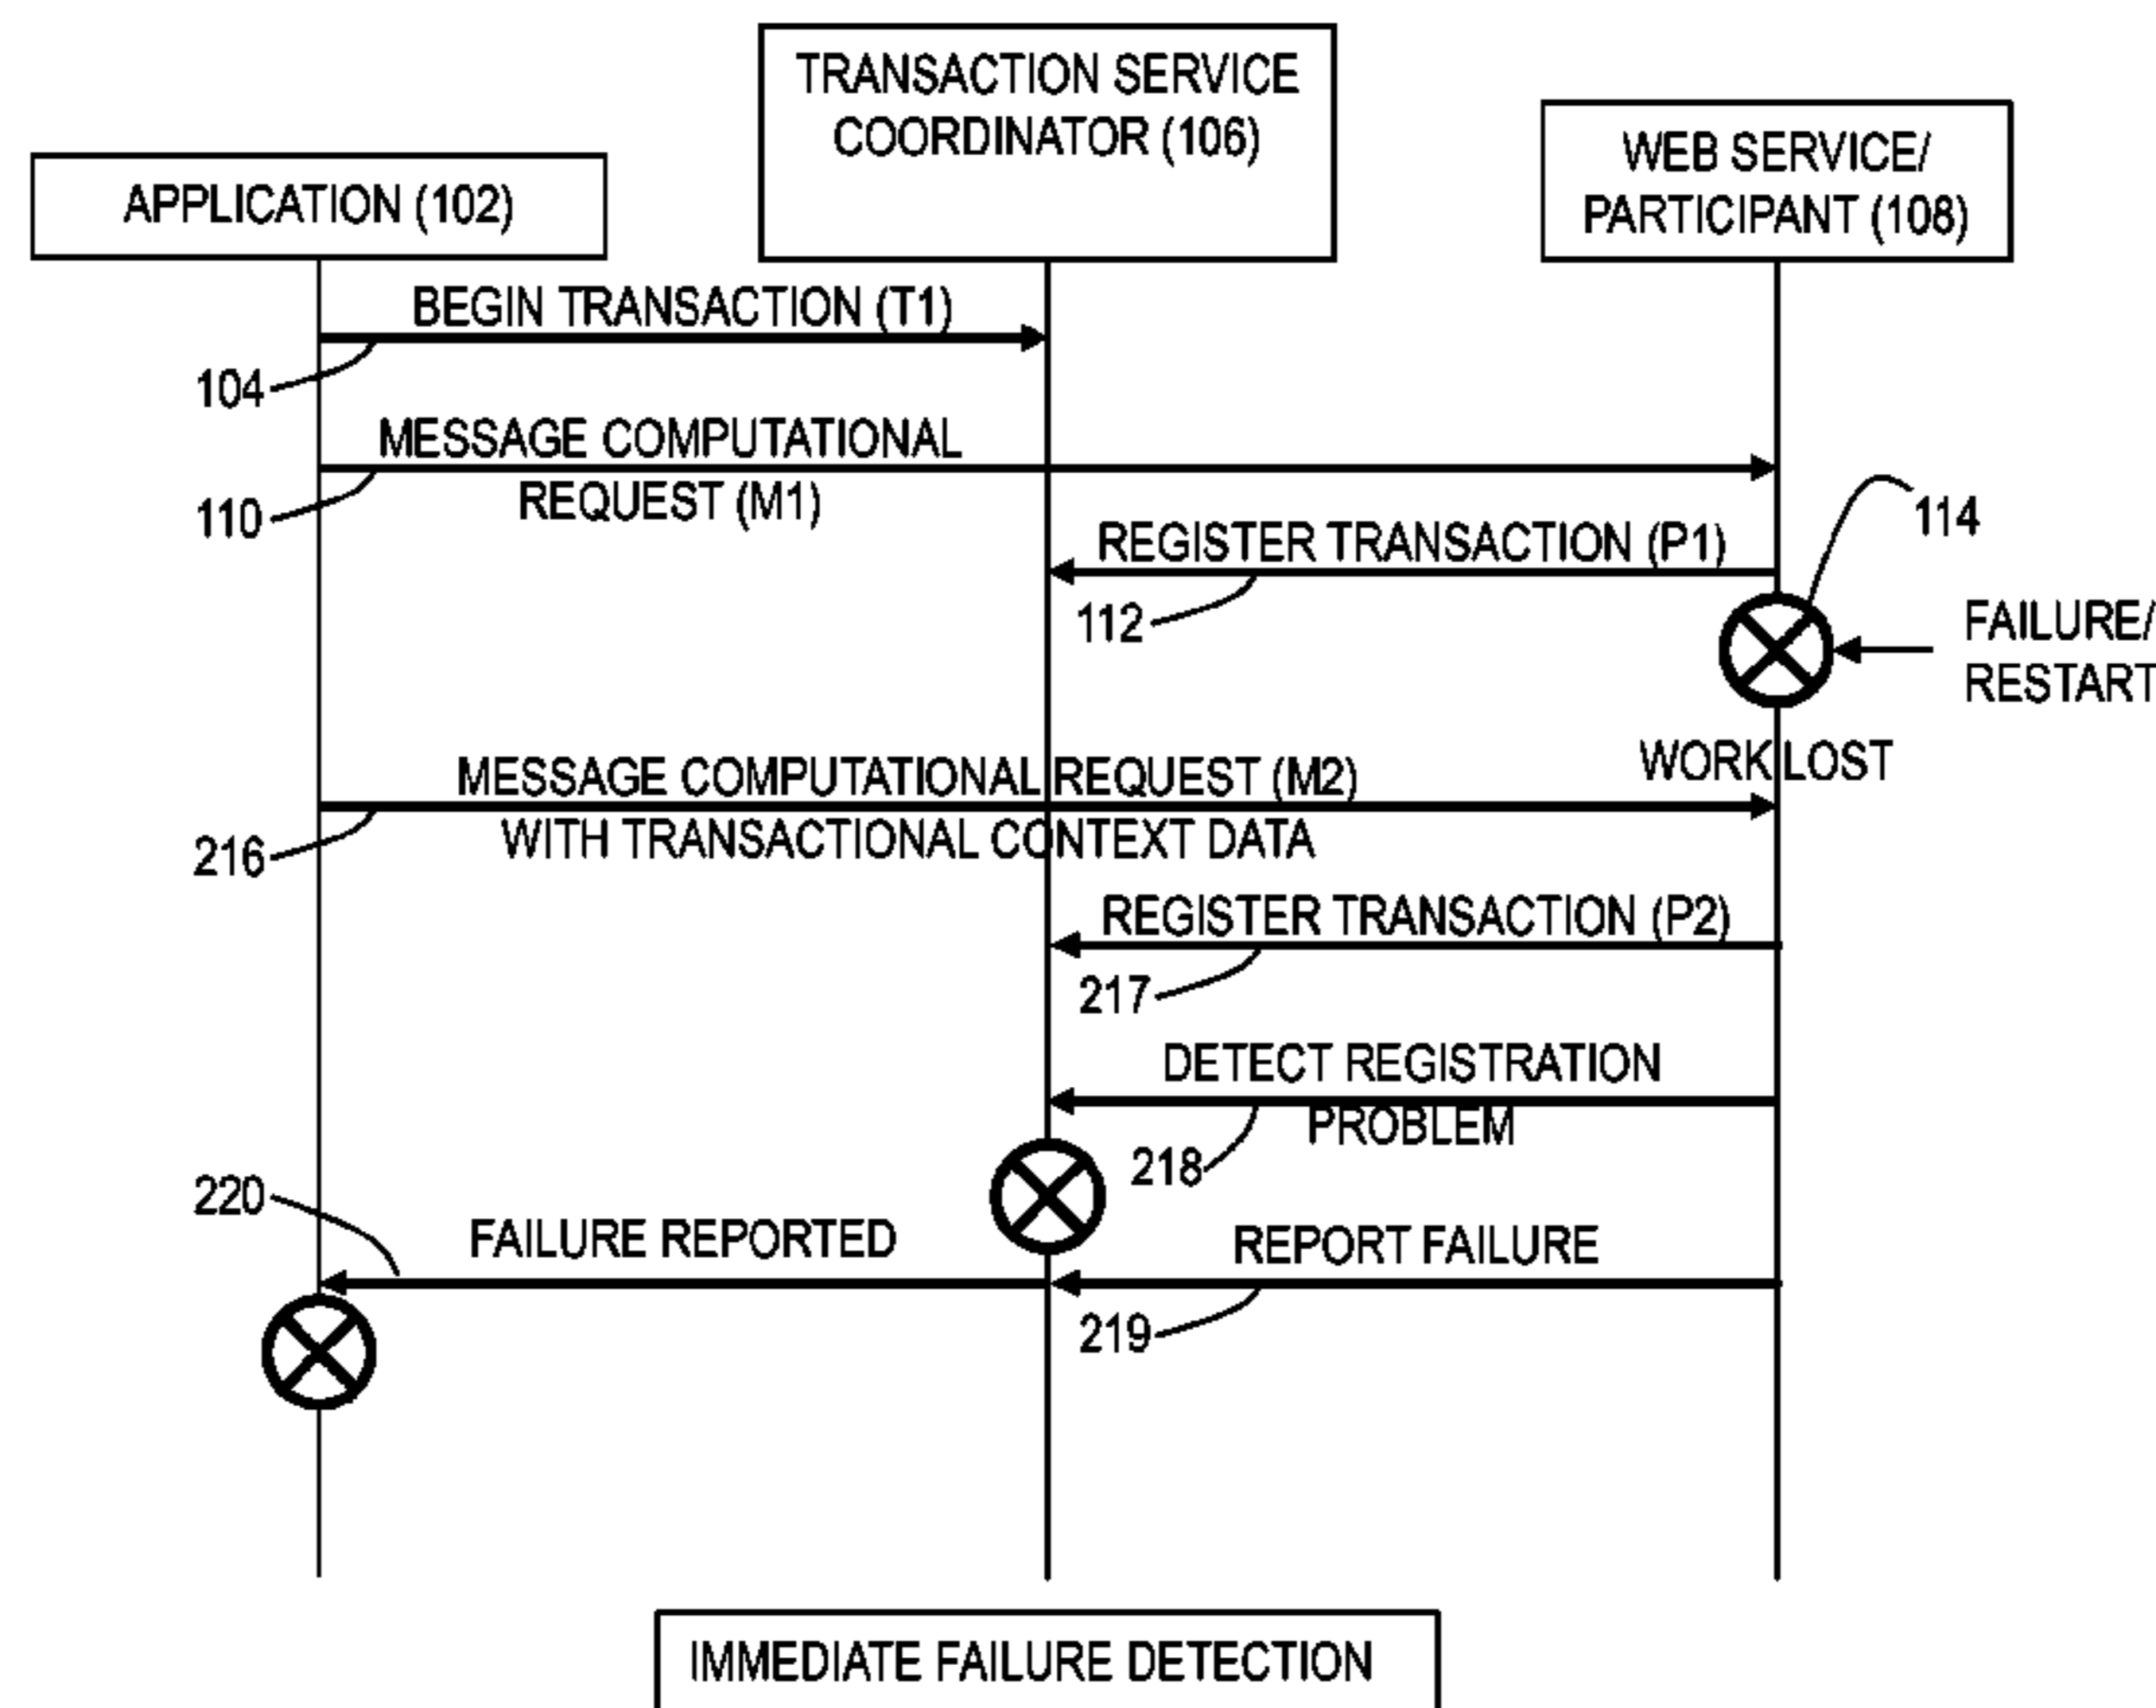 TRANSACTION SERVICE
COORDINATOR (106)
WEB SERVICE/
PARTICIPANT (108)
APPLICATION (102)
BEGIN TRANSACTION (T1)
104
MESSAGE COMPUTATIONAL
REQUEST (M1)
110
114
REGISTER TRANSACTION (P1)
112
FAILURE/
RESTART
WORK LOST
MESSAGE COMPUTATIONAL REQUEST (M2)
WITH TRANSACTIONAL CONTEXT DATA
216
REGISTER TRANSACTION (P2)
217
DETECT REGISTRATION
PROBLEM
218
220
FAILURE REPORTED
REPORT FAILURE
219
IMMEDIATE FAILURE DETECTION